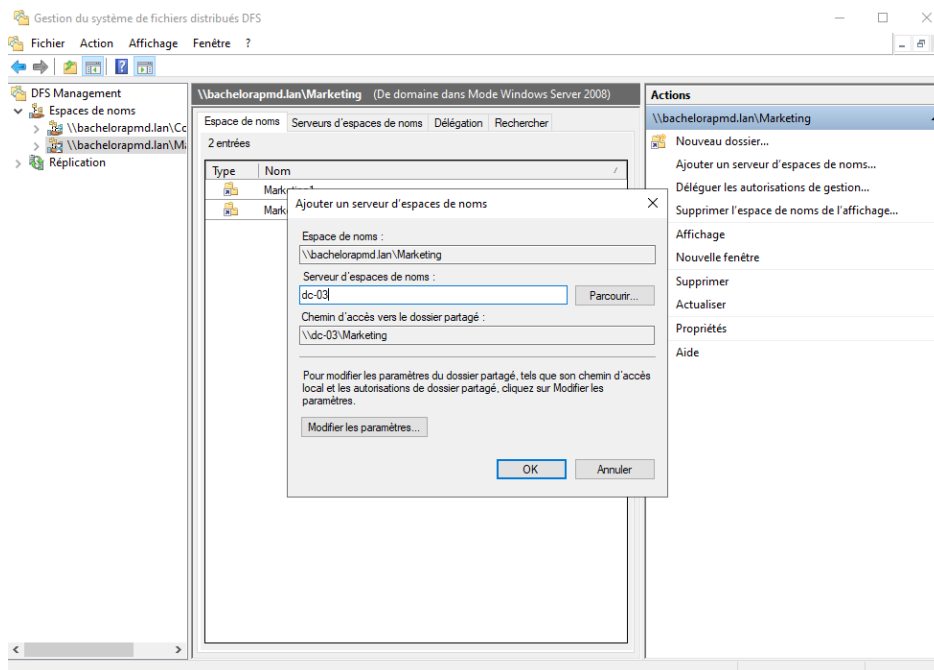 Gestion du système de fichiers distribués DFS
Fichier Action Affichage Fenêtre ?
DFS Management
Espaces de noms
\\bachelorapmd.lan\Cc
\\bachelorapmd.lan\M
Réplication
\\bachelorapmd.lan\Marketing (De domaine dans Mode Windows Server 2008)
Espace de noms Serveurs d'espaces de noms Délégation Rechercher
2 entrées
Type Nom
Ajouter un serveur d'espaces de noms
Espace de noms :
\\bachelorapmd.lan\Marketing
Serveur d'espaces de noms :
dc-03
Parcourir...
Chemin d'accès vers le dossier partagé :
\\dc-03\Marketing
Pour modifier les paramètres du dossier partagé, tels que son chemin d'accès
local et les autorisations de dossier partagé, cliquez sur Modifier les
paramètres.
Modifier les paramètres...
OK Annuler
Actions
\\bachelorapmd.lan\Marketing
Nouveau dossier...
Ajouter un serveur d'espaces de noms...
Déléguer les autorisations de gestion...
Supprimer l'espace de noms de l'affichage...
Affichage
Nouvelle fenêtre
Supprimer
Actualiser
Propriétés
Aide